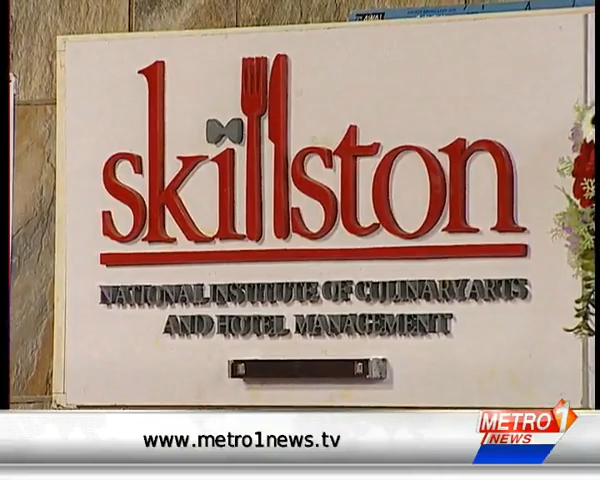 skillston
NATIONAL INSTITUTE OF CULINARY ARTS
AND HOTEL MANAGEMENT
www.metro1news.tv
METRO 1
NEWS